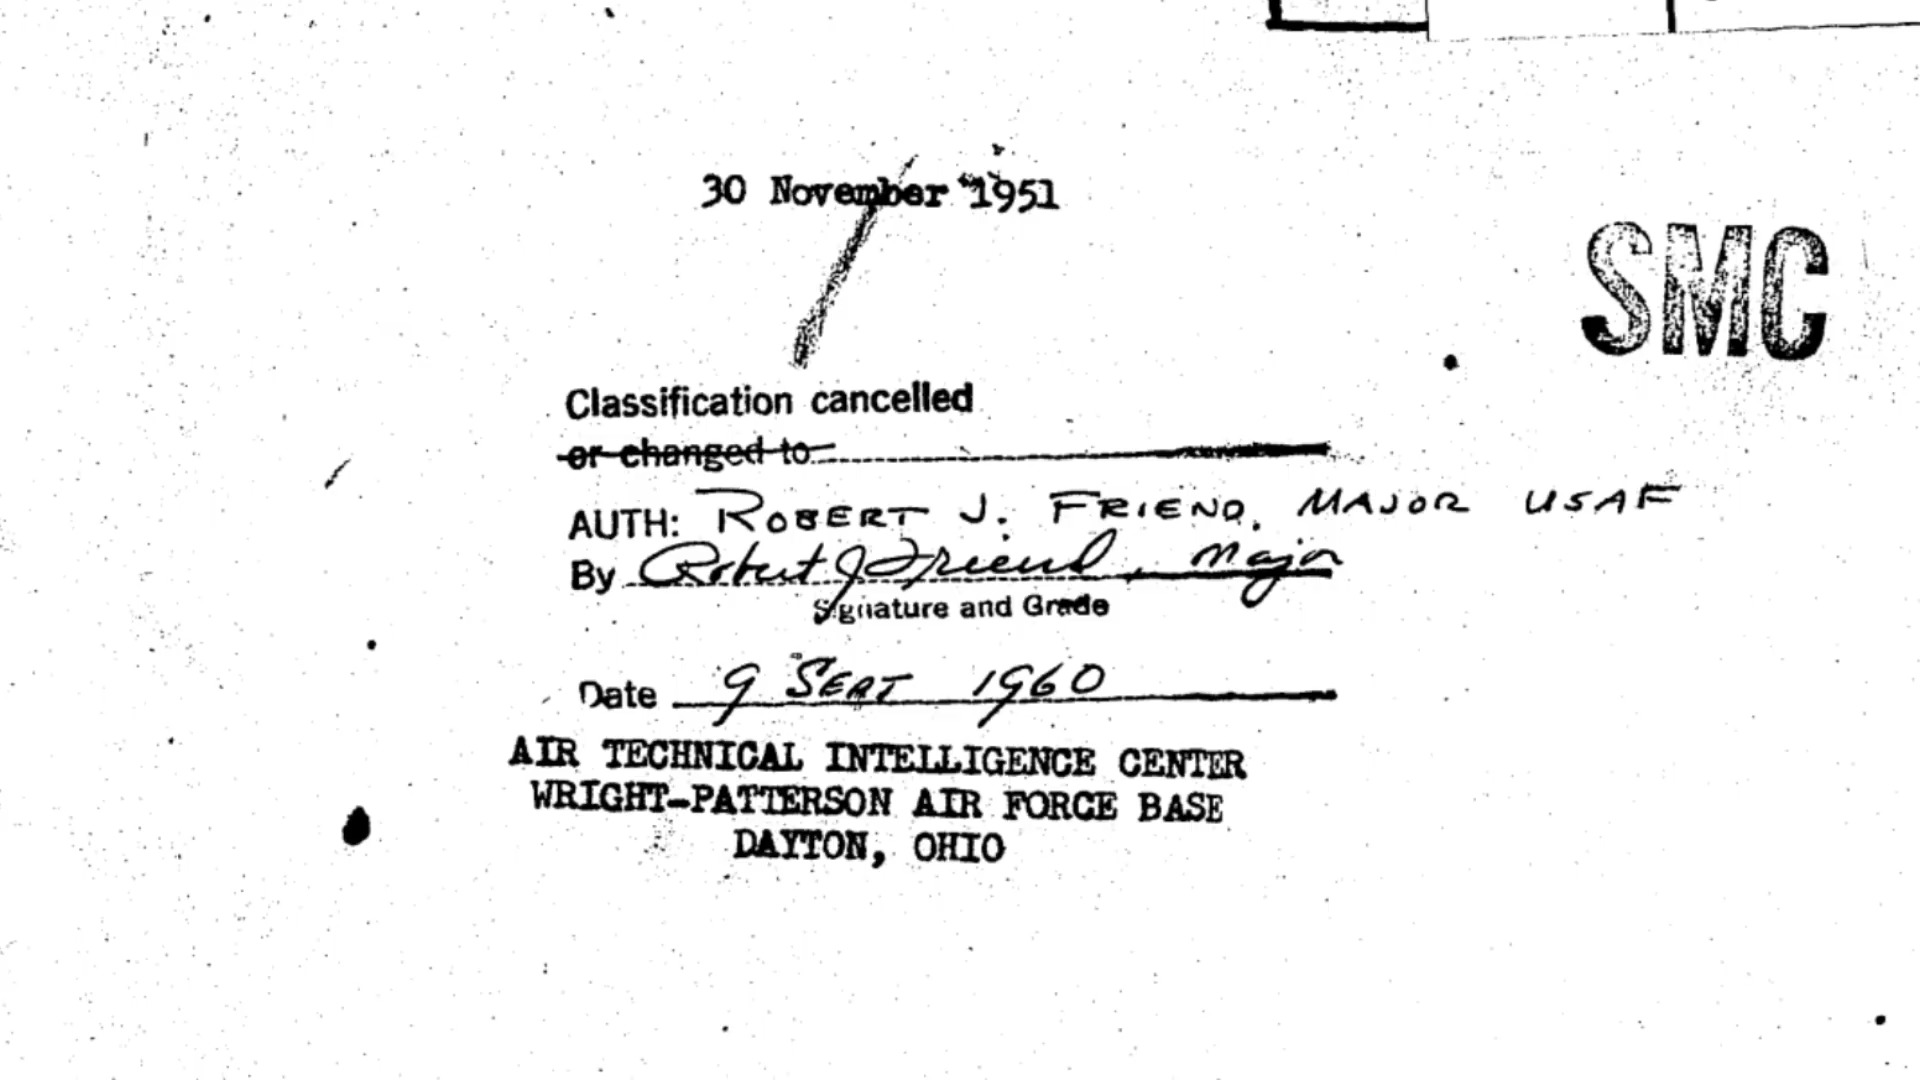 30 November 1951
SMC
Classification cancelled
or changed to
AUTH: ROBERT J. FRIEND, MAJOR USAF
By Robert J Friend, Major
Signature and Grade
Date 9 SEPT 1960
AIR TECHNICAL INTELLIGENCE CENTER
WRIGHT-PATTERSON AIR FORCE BASE
DAYTON, OHIO